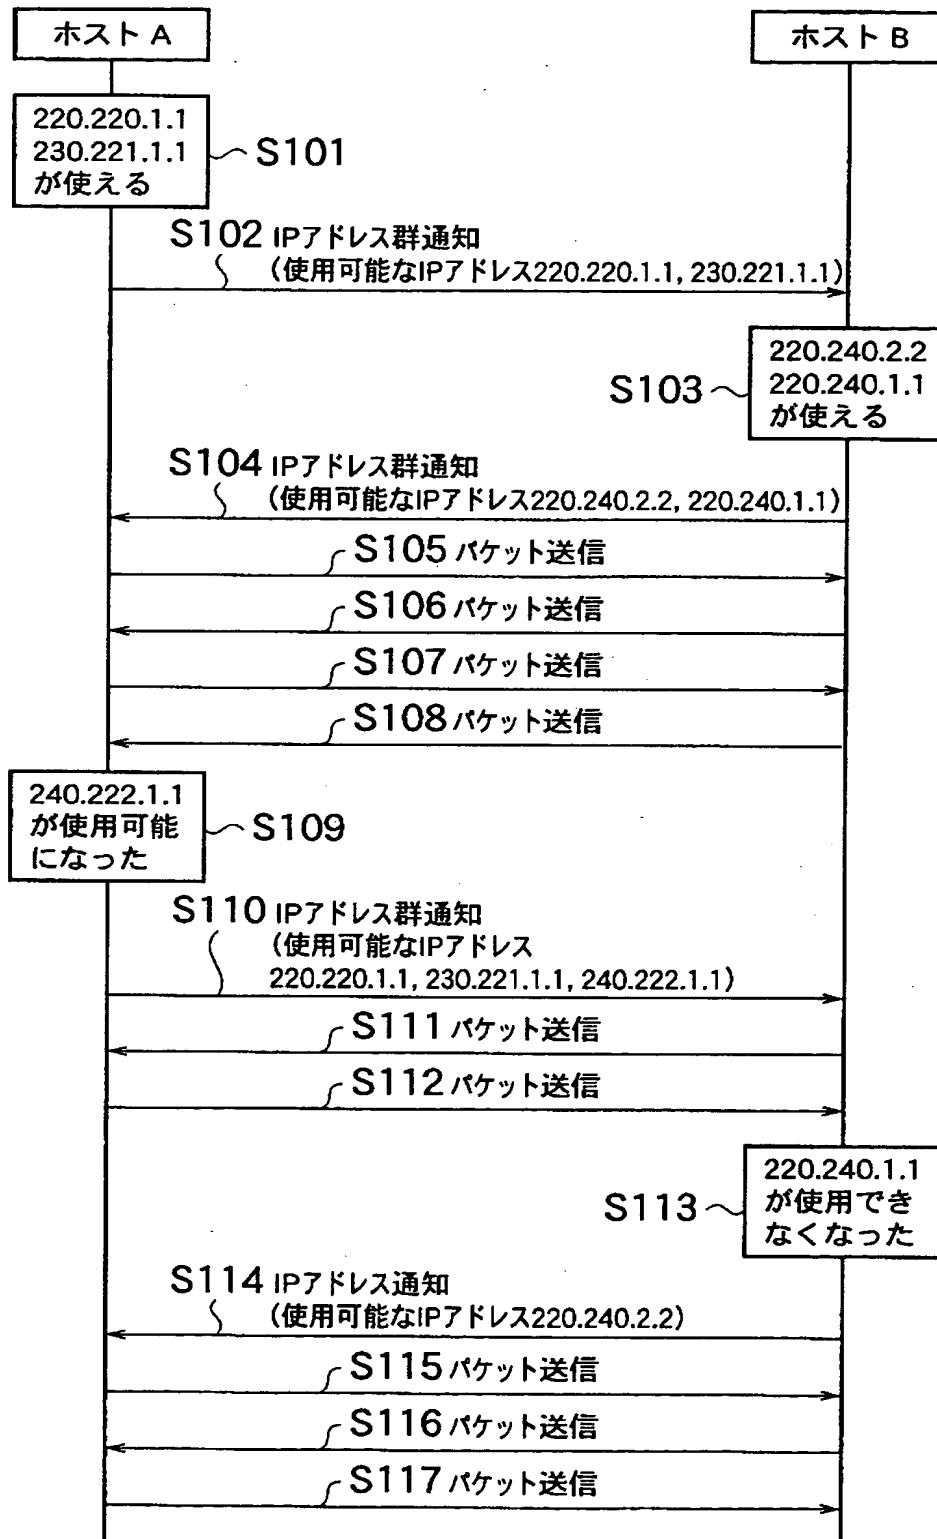 ホスト A
ホスト B
220.220.1.1
230.221.1.1
が使える
S101
S102 IPアドレス群通知
(使用可能なIPアドレス220.220.1.1, 230.221.1.1)
220.240.2.2
220.240.1.1
が使える
S103
S104 IPアドレス群通知
(使用可能なIPアドレス220.240.2.2, 220.240.1.1)
S105 パケット送信
S106 パケット送信
S107 パケット送信
S108 パケット送信
240.222.1.1
が使用可能
になった
S109
S110 IPアドレス群通知
(使用可能なIPアドレス
220.220.1.1, 230.221.1.1, 240.222.1.1)
S111 パケット送信
S112 パケット送信
220.240.1.1
が使用でき
なくなった
S113
S114 IPアドレス通知
(使用可能なIPアドレス220.240.2.2)
S115 パケット送信
S116 パケット送信
S117 パケット送信